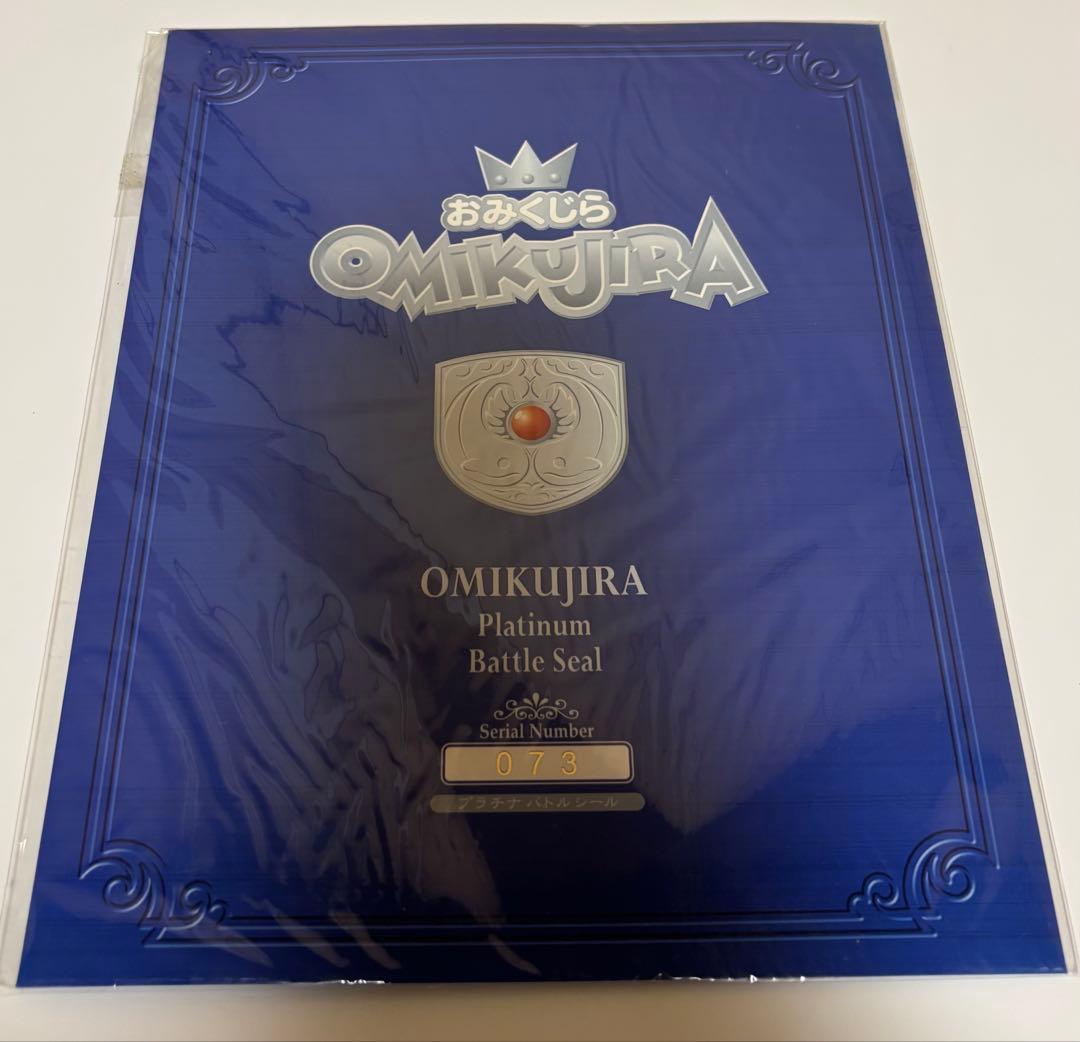 おみくじら
OMIKUJIRA
OMIKUJIRA
Platinum
Battle Seal
Serial Number
073
プラチナバトルシール